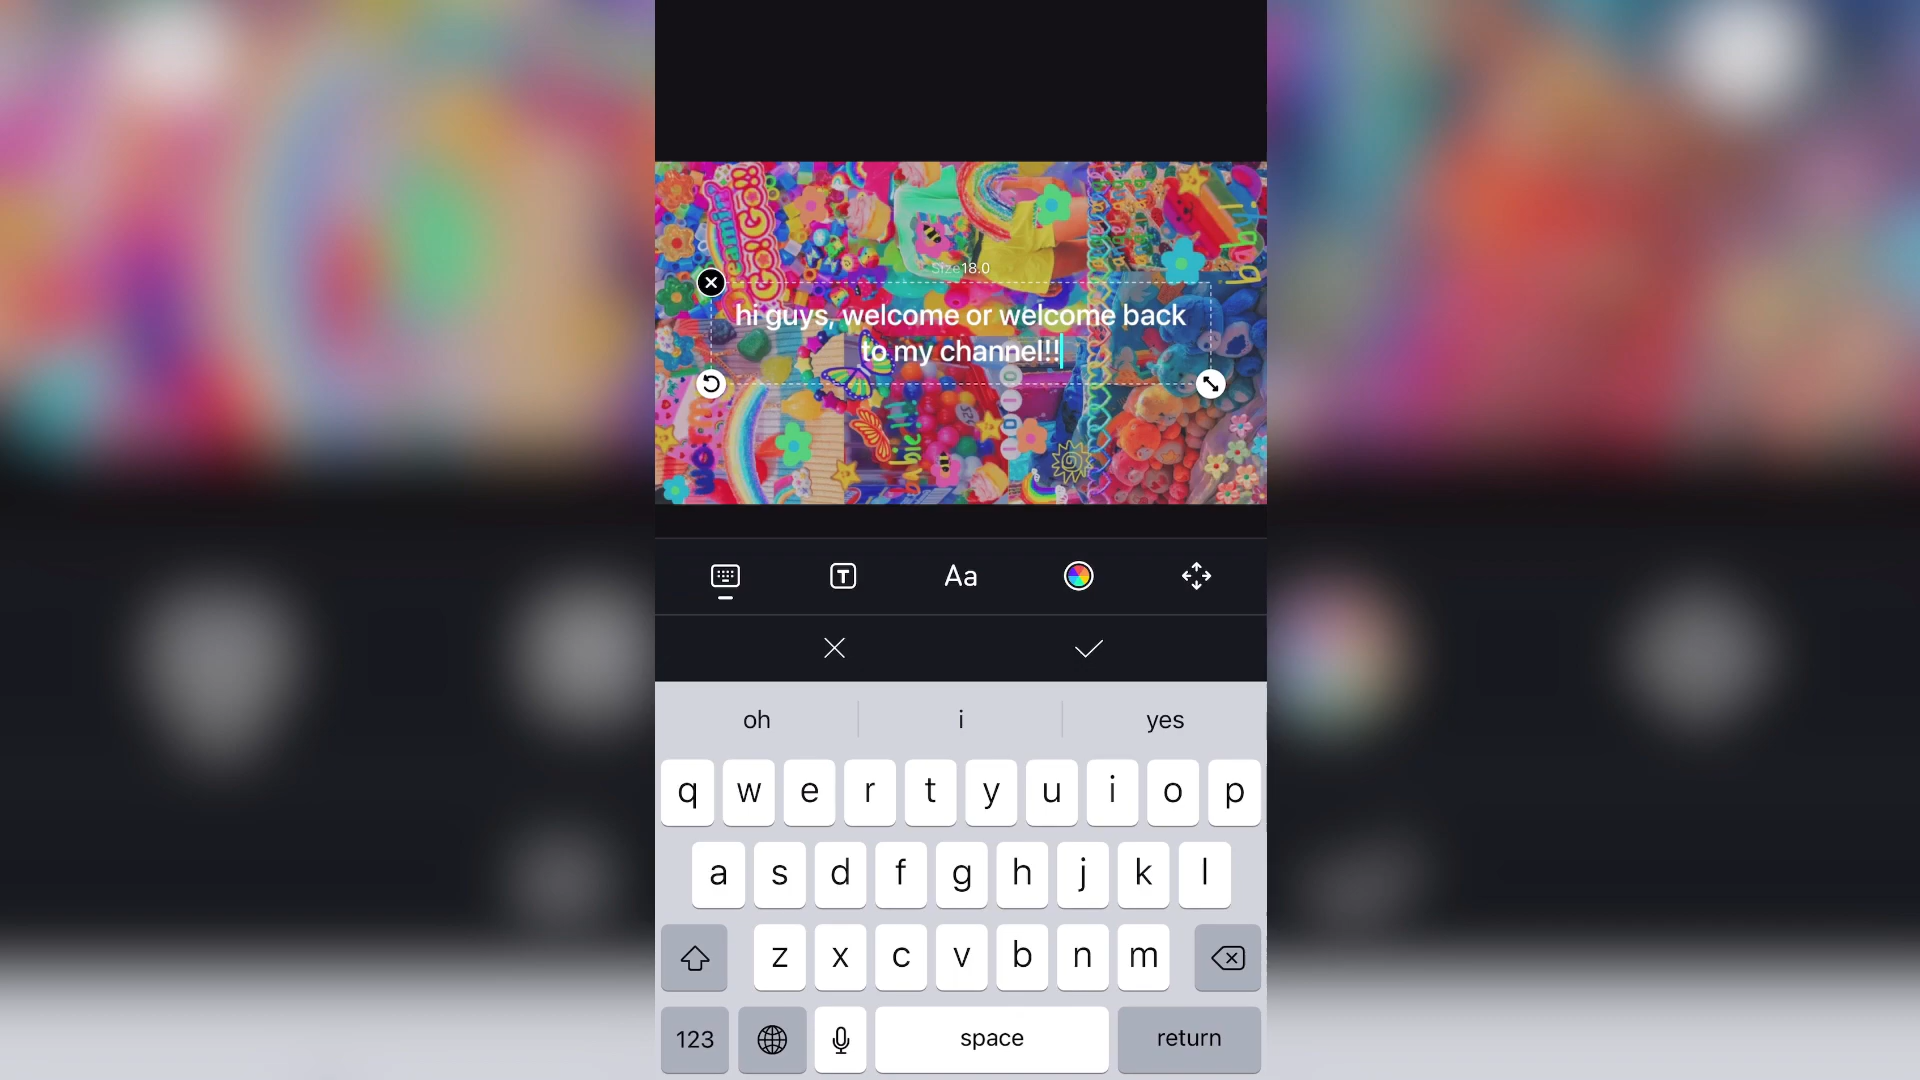 Size18.0
hi guys, welcome or welcome back
to my channel!!
Aa
oh i yes
q w e r t y u i o p
a s d f g h j k l
z x c v b n m
123 space return